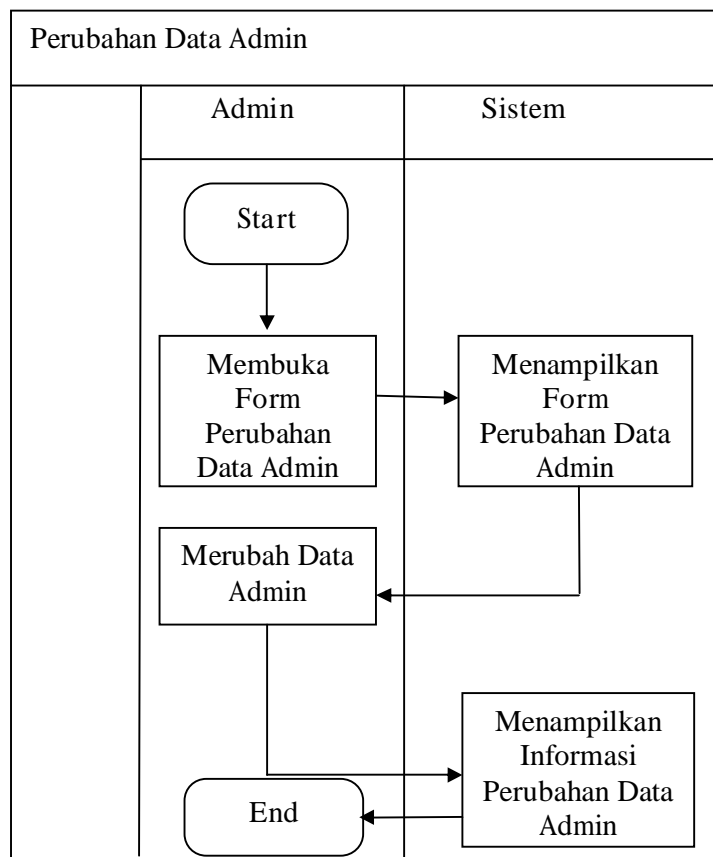 Perubahan Data Admin
Admin
Sistem
Start
Membuka
Form
Perubahan
Data Admin
Menampilkan
Form
Perubahan Data
Admin
Merubah Data
Admin
Menampilkan
Informasi
Perubahan Data
Admin
End